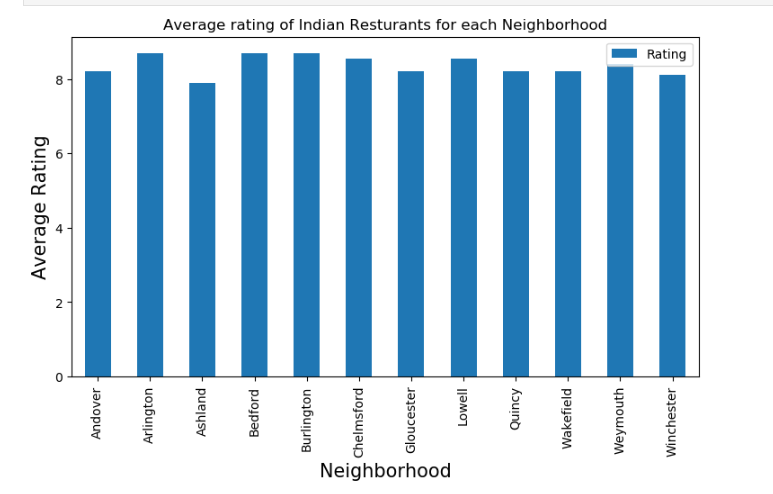 Average rating of Indian Resturants for each Neighborhood
Rating
Average Rating
8
6
4
2
0
Andover
Arlington
Ashland
Bedford
Burlington
Chelmsford
Gloucester
Lowell
Quincy
Wakefield
Weymouth
Winchester
Neighborhood